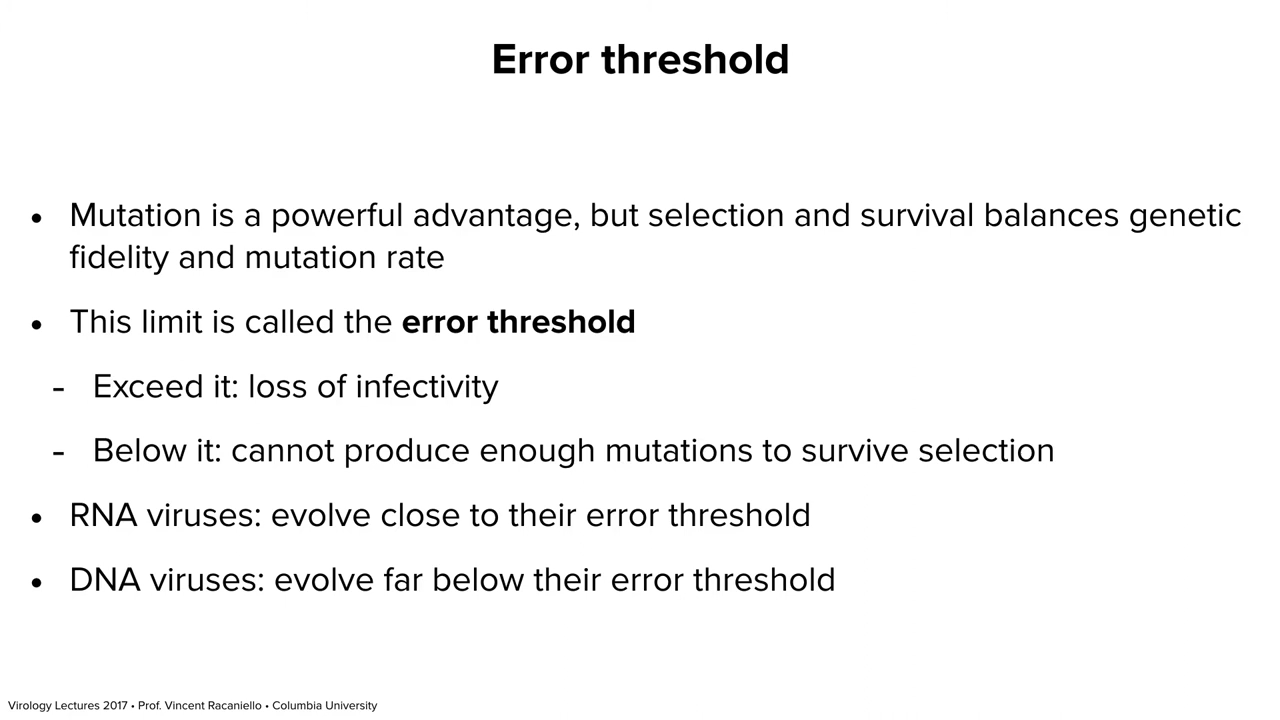 Error threshold
• Mutation is a powerful advantage, but selection and survival balances genetic
fidelity and mutation rate
• This limit is called the error threshold
- Exceed it: loss of infectivity
- Below it: cannot produce enough mutations to survive selection
• RNA viruses: evolve close to their error threshold
• DNA viruses: evolve far below their error threshold
Virology Lectures 2017 • Prof. Vincent Racaniello • Columbia University